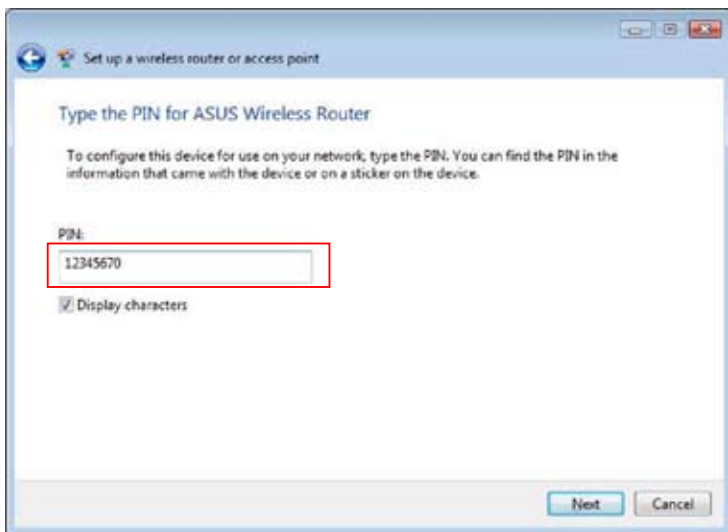 Set up a wireless router or access point
Type the PIN for ASUS Wireless Router
To configure this device for use on your network, type the PIN. You can find the PIN in the
information that came with the device or on a sticker on the device.
PIN:
12345670
Display characters
Next
Cancel